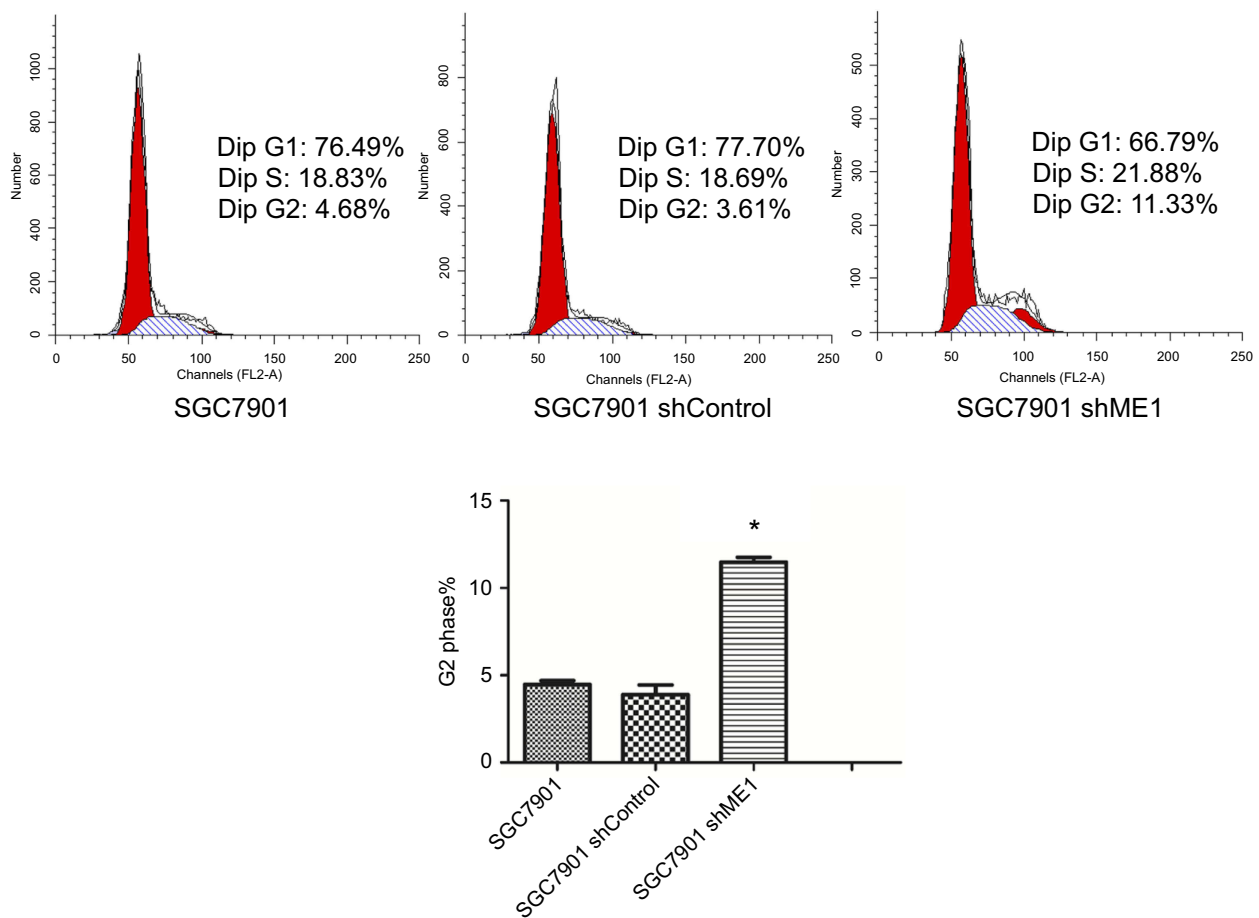 1000
800
600
400
200
0
Number
Dip G1: 76.49%
Dip S: 18.83%
Dip G2: 4.68%
0 50 100 150 200 250
Channels (FL2-A)
SGC7901
800
600
400
200
0
Number
Dip G1: 77.70%
Dip S: 18.69%
Dip G2: 3.61%
0 50 100 150 200 250
Channels (FL2-A)
SGC7901 shControl
500
400
300
200
100
0
Number
Dip G1: 66.79%
Dip S: 21.88%
Dip G2: 11.33%
0 50 100 150 200 250
Channels (FL2-A)
SGC7901 shME1
15
10
5
0
G2 phase%
*
SGC7901
SGC7901 shControl
SGC7901 shME1